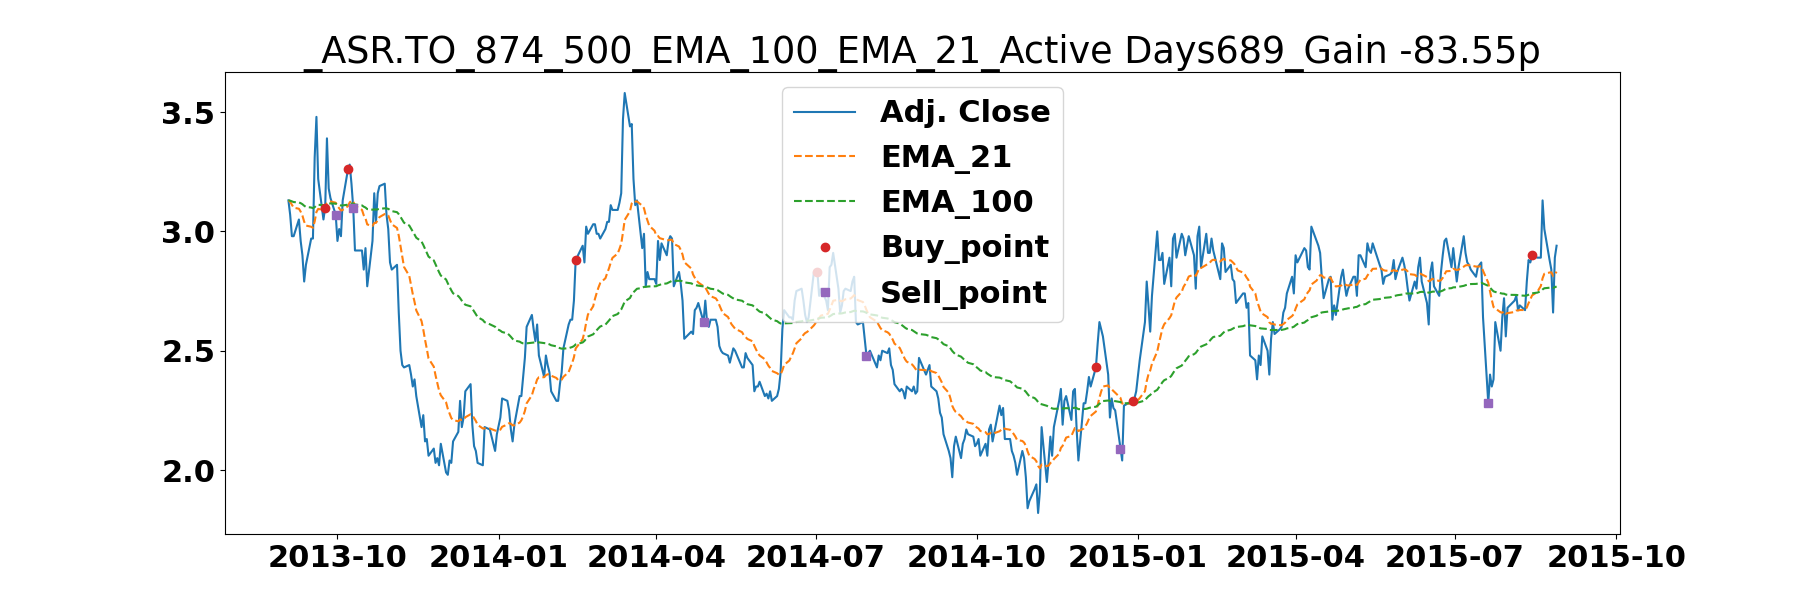 _ASR.TO_874_500_EMA_100_EMA_21_Active Days689_Gain -83.55p
3.5
3.0
2.5
2.0
Adj. Close
EMA_21
EMA_100
Buy_point
Sell_point
2013-10 2014-01 2014-04 2014-07 2014-10 2015-01 2015-04 2015-07 2015-10